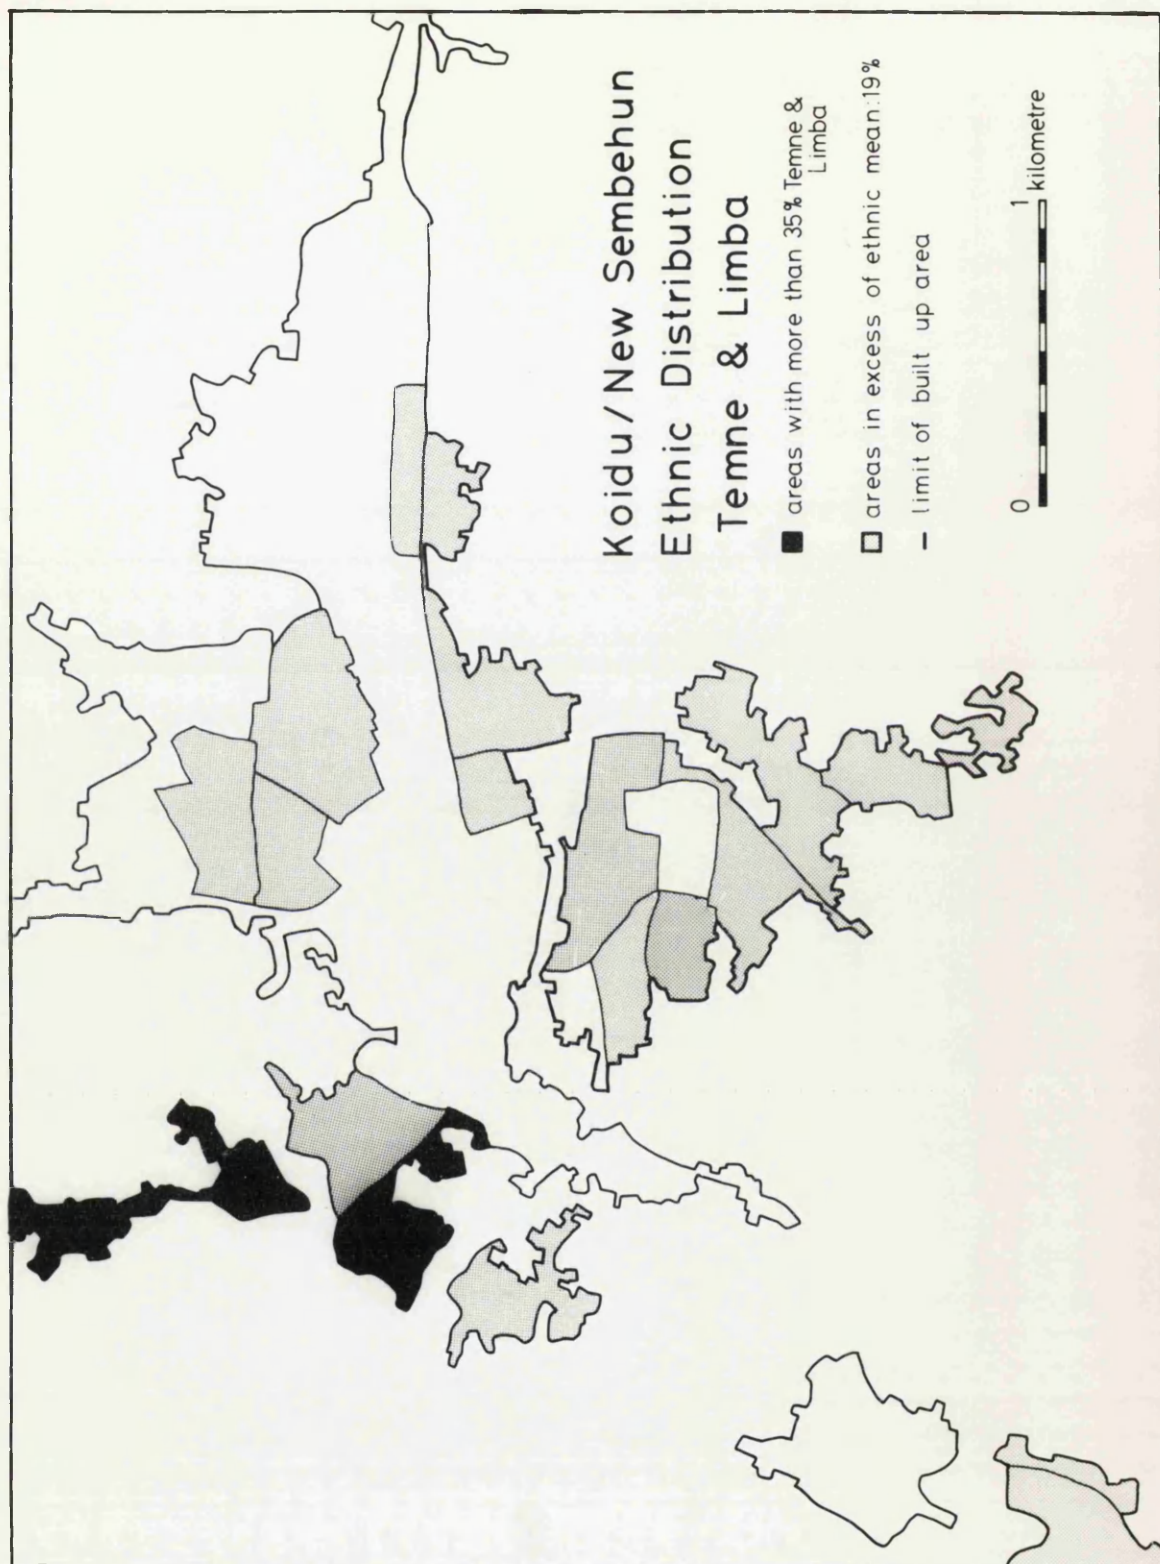 Koidu/New Sembehun
Ethnic Distribution
Temne & Limba
areas with more than 35% Temne &
Limba
areas in excess of ethnic mean:19%
limit of built up area
0 1
kilometre